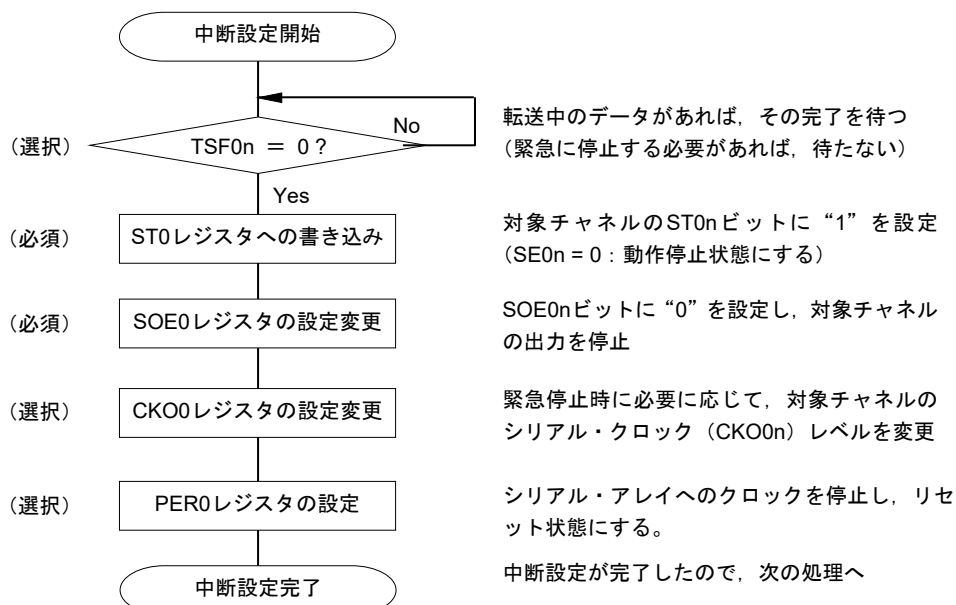 中断設定開始
No
（選択）
TSF0n ＝ 0？
転送中のデータがあれば，その完了を待つ
（緊急に停止する必要があれば，待たない）
Yes
（必須）
ST0レジスタへの書き込み
対象チャネルのST0nビットに“1”を設定
（SE0n = 0：動作停止状態にする）
（必須）
SOE0レジスタの設定変更
SOE0nビットに“0”を設定し，対象チャネル
の出力を停止
（選択）
CKO0レジスタの設定変更
緊急停止時に必要に応じて，対象チャネルの
シリアル・クロック（CKO0n）レベルを変更
（選択）
PER0レジスタの設定
シリアル・アレイへのクロックを停止し，リセ
ット状態にする。
中断設定完了
中断設定が完了したので，次の処理へ